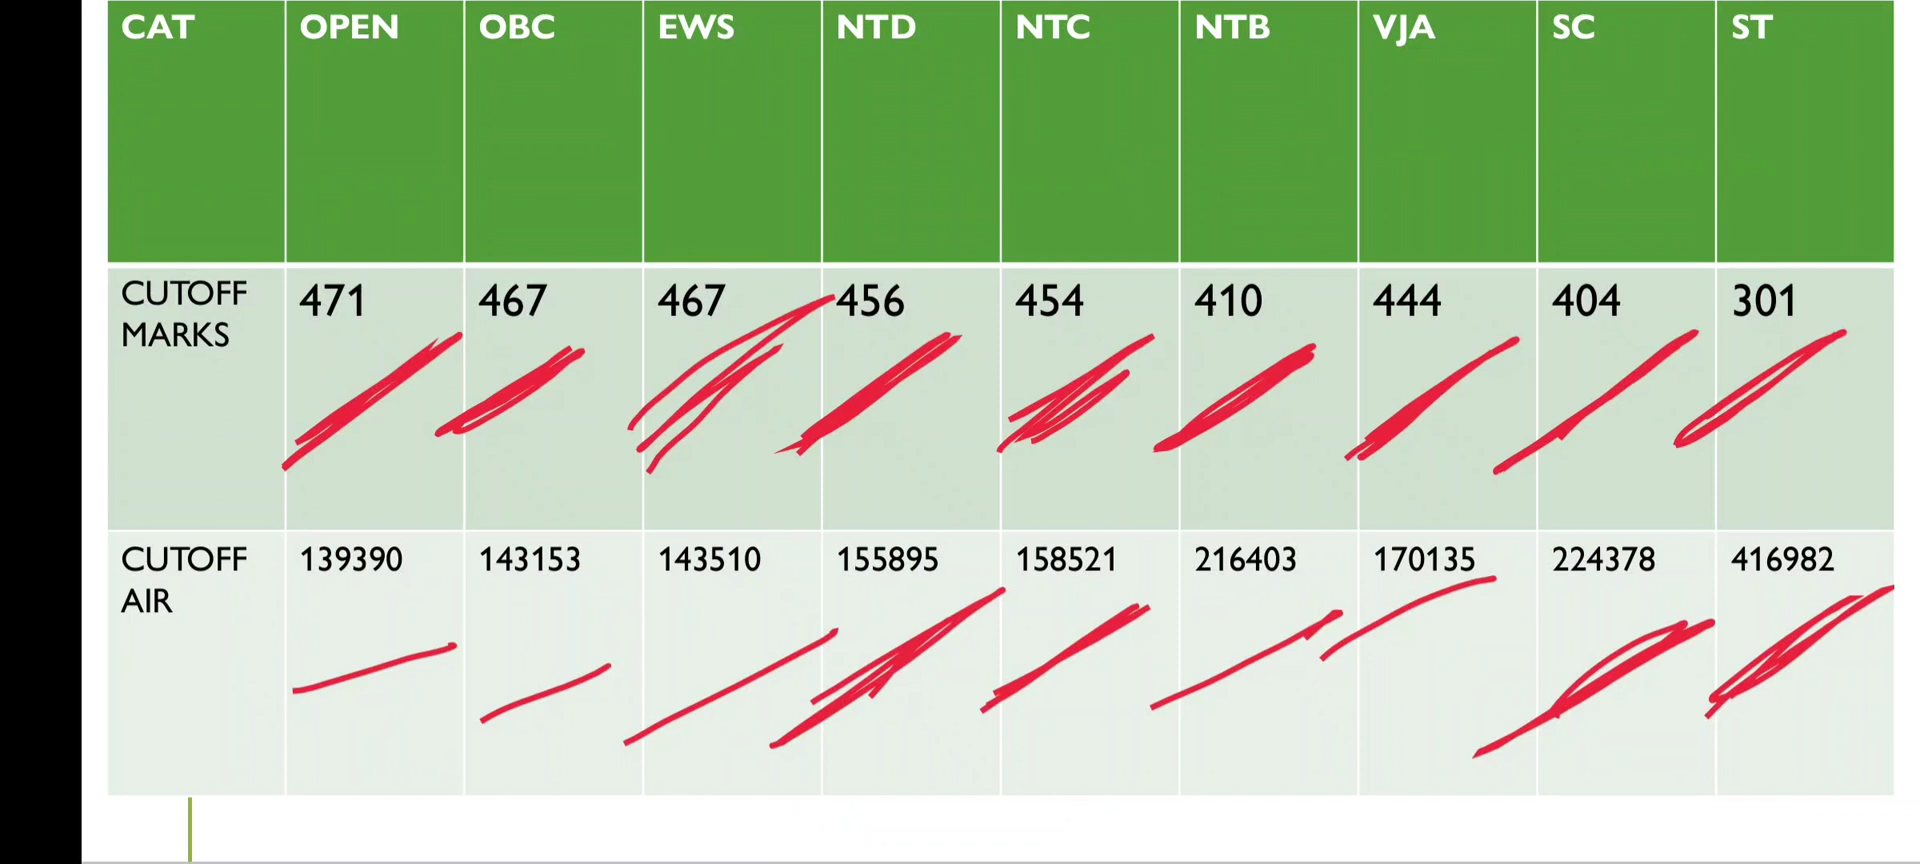 CAT OPEN OBC EWS NTD NTC NTB VJA SC ST
CUTOFF MARKS 471 467 467 456 454 410 444 404 301
CUTOFF AIR 139390 143153 143510 155895 158521 216403 170135 224378 416982